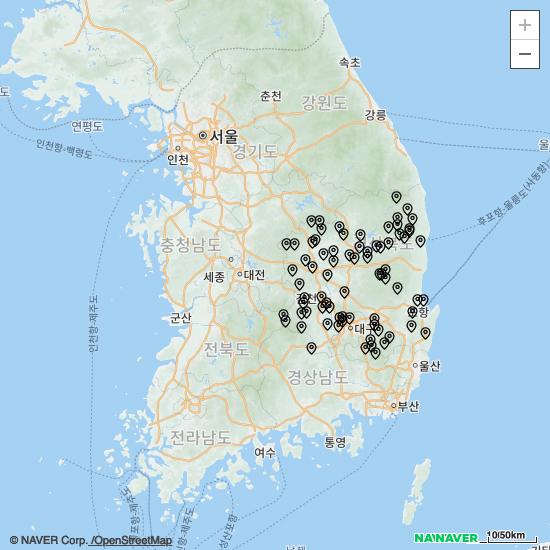 +
−
속초
춘천
강원도
강릉
도
연평도
서울
울
경기도
인천
인천항-백령도
후포항-울릉도(사동항)
충청남도
세종
대전
인천항-제주도
군산
대구
전북도
울산
경상남도
부산
전라남도
통영
여수
© NAVER Corp. /OpenStreetMap
NAVER
10/50km